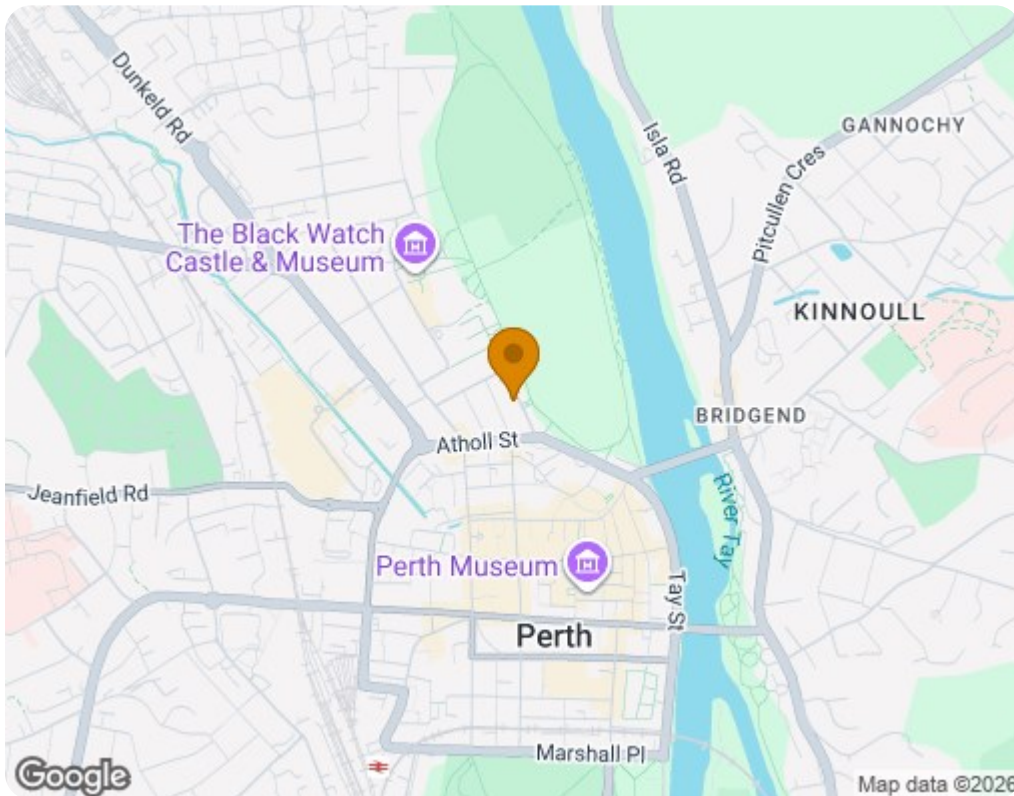 Dunkeld Rd
Isla Rd
GANNOCHY
Pitcullen Cres
The Black Watch
Castle & Museum
KINNOULL
BRIDGEND
Atholl St
Jeanfield Rd
River Tay
Perth Museum
Tay St
Perth
Marshall Pl
Google
Map data ©2026